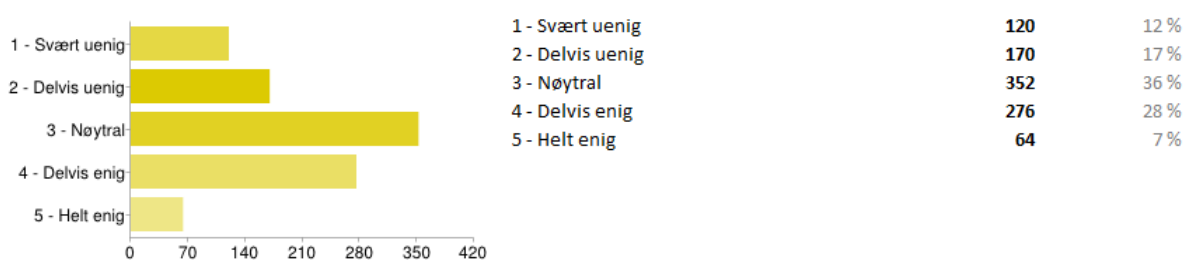 1 - Svært uenig
2 - Delvis uenig
3 - Nøytral
4 - Delvis enig
5 - Helt enig
0 70 140 210 280 350 420
1 - Svært uenig 120 12 %
2 - Delvis uenig 170 17 %
3 - Nøytral 352 36 %
4 - Delvis enig 276 28 %
5 - Helt enig 64 7 %